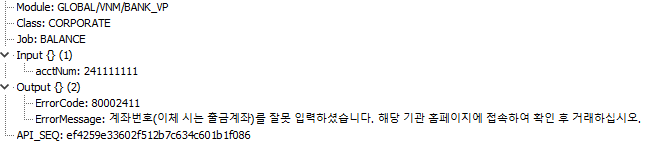 Module: GLOBAL/VNM/BANK_VP
Class: CORPORATE
Job: BALANCE
Input {} (1)
acctNum: 241111111
Output {} (2)
ErrorCode: 80002411
ErrorMessage: 계좌번호(이체 시는 출금계좌)를 잘못 입력하셨습니다. 해당 기관 홈페이지에 접속하여 확인 후 거래하십시오.
API_SEQ: ef4259e33602f512b7c634c601b1f086